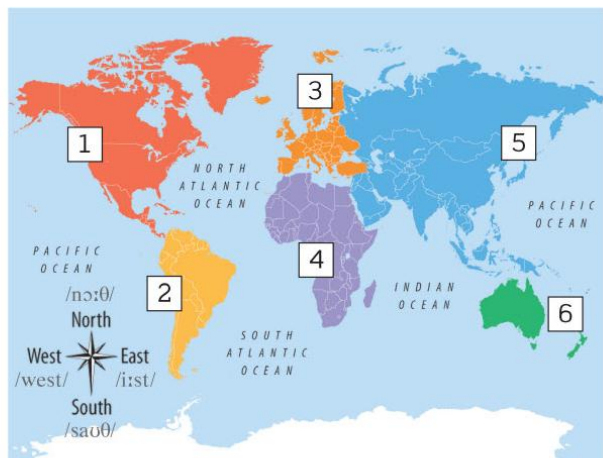 1
2
3
4
5
6
NORTH
ATLANTIC
OCEAN
PACIFIC
OCEAN
PACIFIC
OCEAN
INDIAN
OCEAN
SOUTH
ATLANTIC
OCEAN
/nɔːθ/
North
West East
/west/ /iːst/
South
/saʊθ/